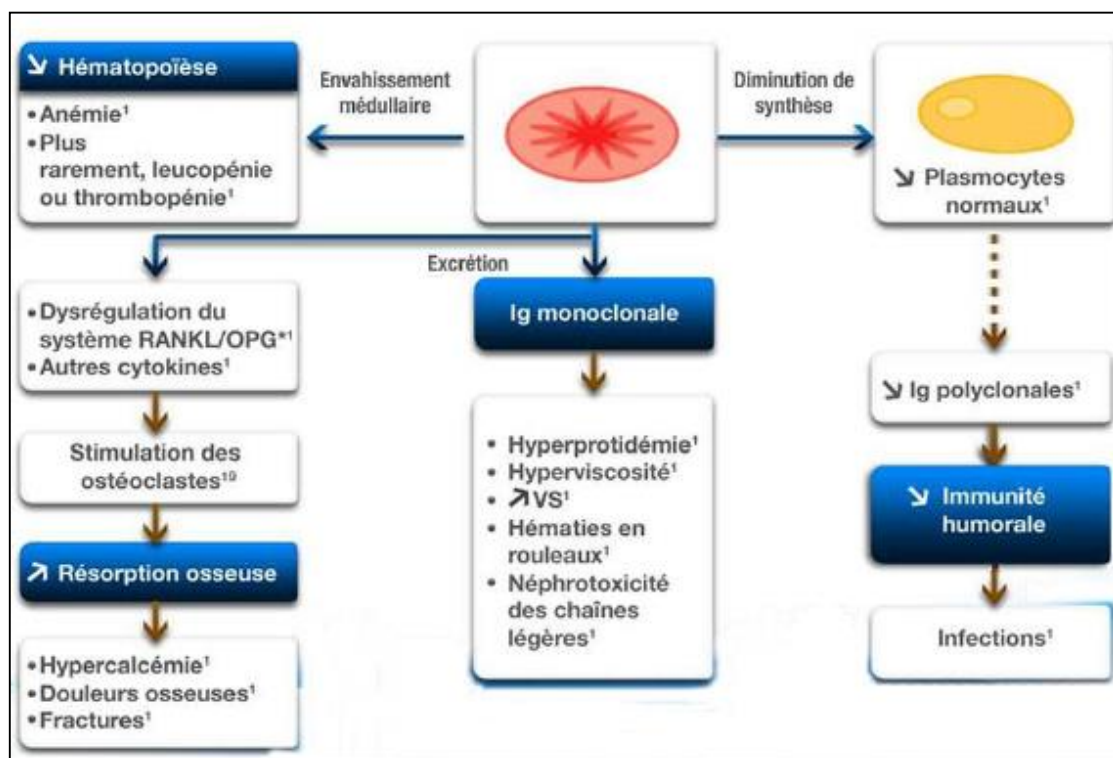 ↘ Hématopoïèse
• Anémie¹
• Plus
rarement, leucopénie
ou thrombopénie¹
Envahissement
médullaire
Diminution de
synthèse
↘ Plasmocytes
normaux¹
Excrétion
• Dysrégulation du
système RANKL/OPG*¹
• Autres cytokines¹
Stimulation des
ostéoclastes¹⁹
↗ Résorption osseuse
• Hypercalcémie¹
• Douleurs osseuses¹
• Fractures¹
Ig monoclonale
• Hyperprotidémie¹
• Hyperviscosité¹
• ↗ VS¹
• Hématies en
rouleaux¹
• Néphrotoxicité
des chaînes
légères¹
↘ Ig polyclonales¹
↘ Immunité
humorale
Infections¹